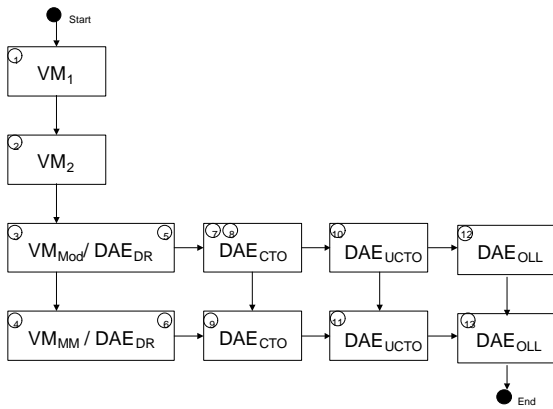 Start
1
VM1
2
VM2
3 5 7 8 10 12
VMMod/ DAEDR DAECTO DAEUCTO DAEOLL
4 6 9 11 13
VMMM / DAEDR DAECTO DAEUCTO DAEOLL
End